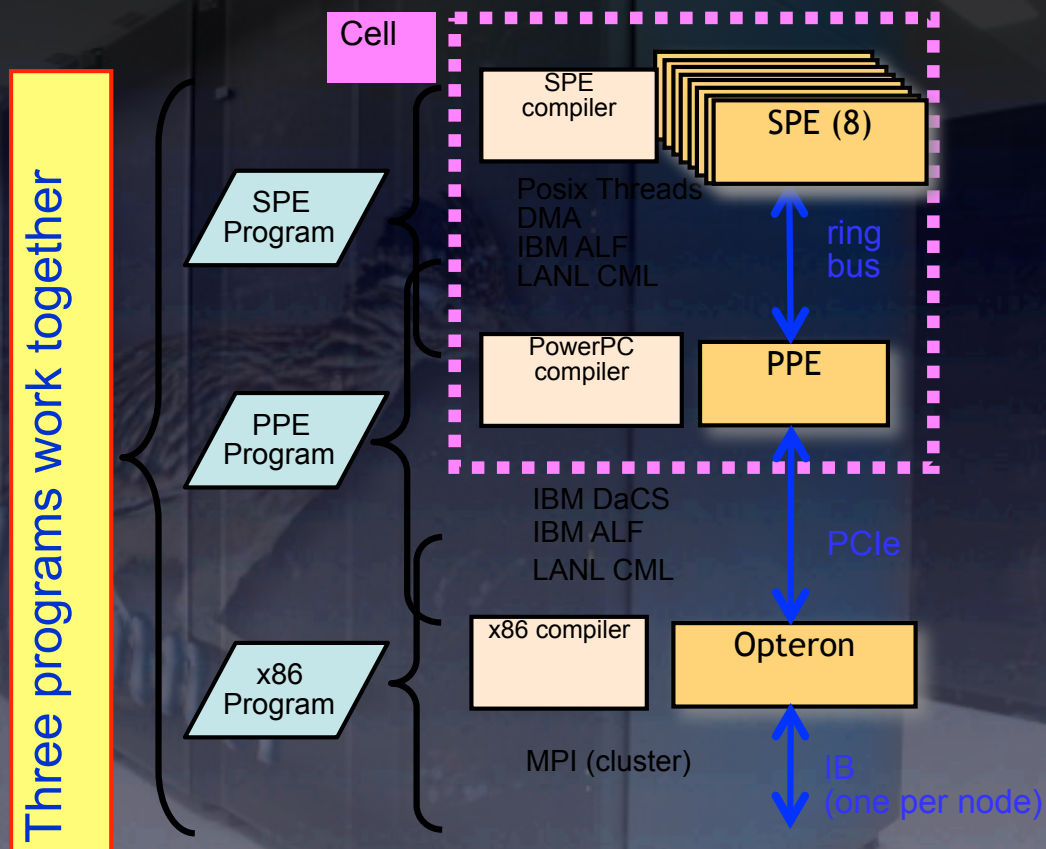 Three programs work together
Cell
SPE
compiler
SPE (8)
SPE
Program
Posix Threads
DMA
IBM ALF
LANL CML
ring
bus
PowerPC
compiler
PPE
PPE
Program
IBM DaCS
IBM ALF
LANL CML
PCIe
x86 compiler
Opteron
x86
Program
MPI (cluster)
IB
(one per node)